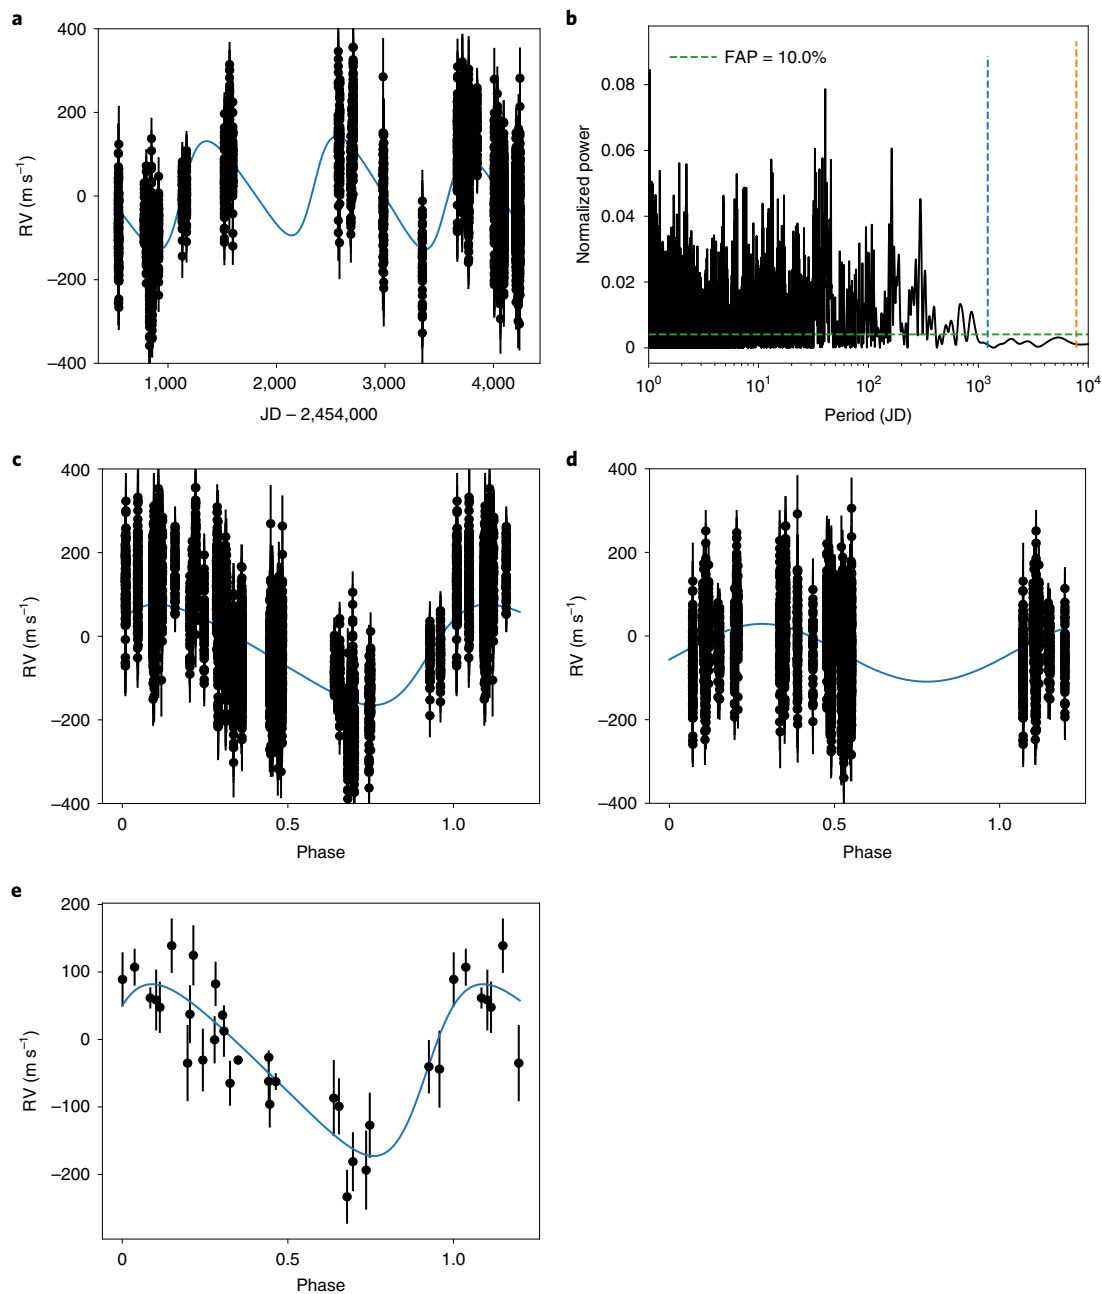 a
400
200
0
−200
−400
RV (m s⁻¹)
1,000
2,000
3,000
4,000
JD – 2,454,000
b
FAP = 10.0%
0.08
0.06
0.04
0.02
0
Normalized power
10⁰
10¹
10²
10³
10⁴
Period (JD)
c
400
200
0
−200
−400
RV (m s⁻¹)
0
0.5
1.0
Phase
d
400
200
0
−200
−400
RV (m s⁻¹)
0
0.5
1.0
Phase
e
200
100
0
−100
−200
RV (m s⁻¹)
0
0.5
1.0
Phase